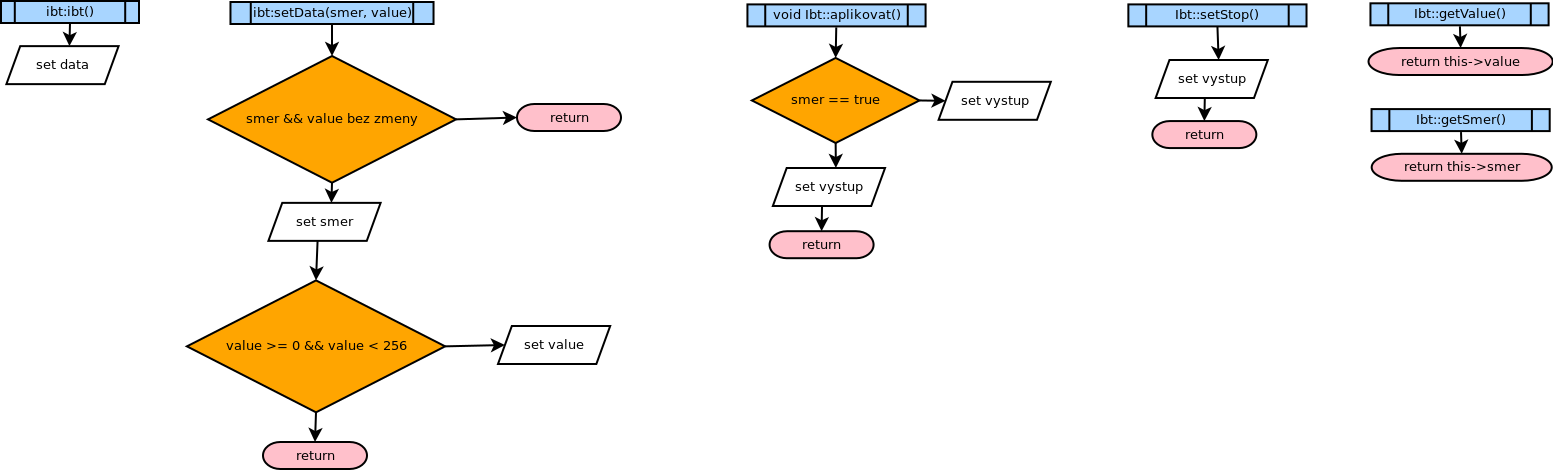 ibt:ibt()
set data
ibt:setData(smer, value)
smer && value bez zmeny
return
set smer
value >= 0 && value < 256
set value
return
void Ibt::aplikovat()
smer == true
set vystup
set vystup
return
Ibt::setStop()
set vystup
return
Ibt::getValue()
return this->value
Ibt::getSmer()
return this->smer